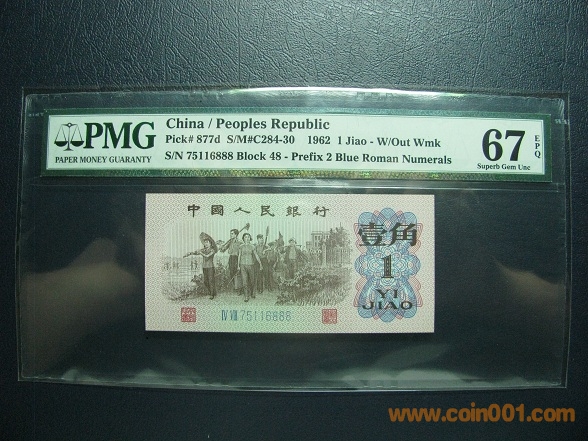 PMG
PAPER MONEY GUARANTY
China / Peoples Republic
Pick# 877d S/M#C284-30 1962 1 Jiao - W/Out Wmk
S/N 75116888 Block 48 - Prefix 2 Blue Roman Numerals
67
EPQ
Superb Gem Unc
中國人民銀行
壹角
1
YI
JIAO
IV VIII 75116888
www.coin001.com